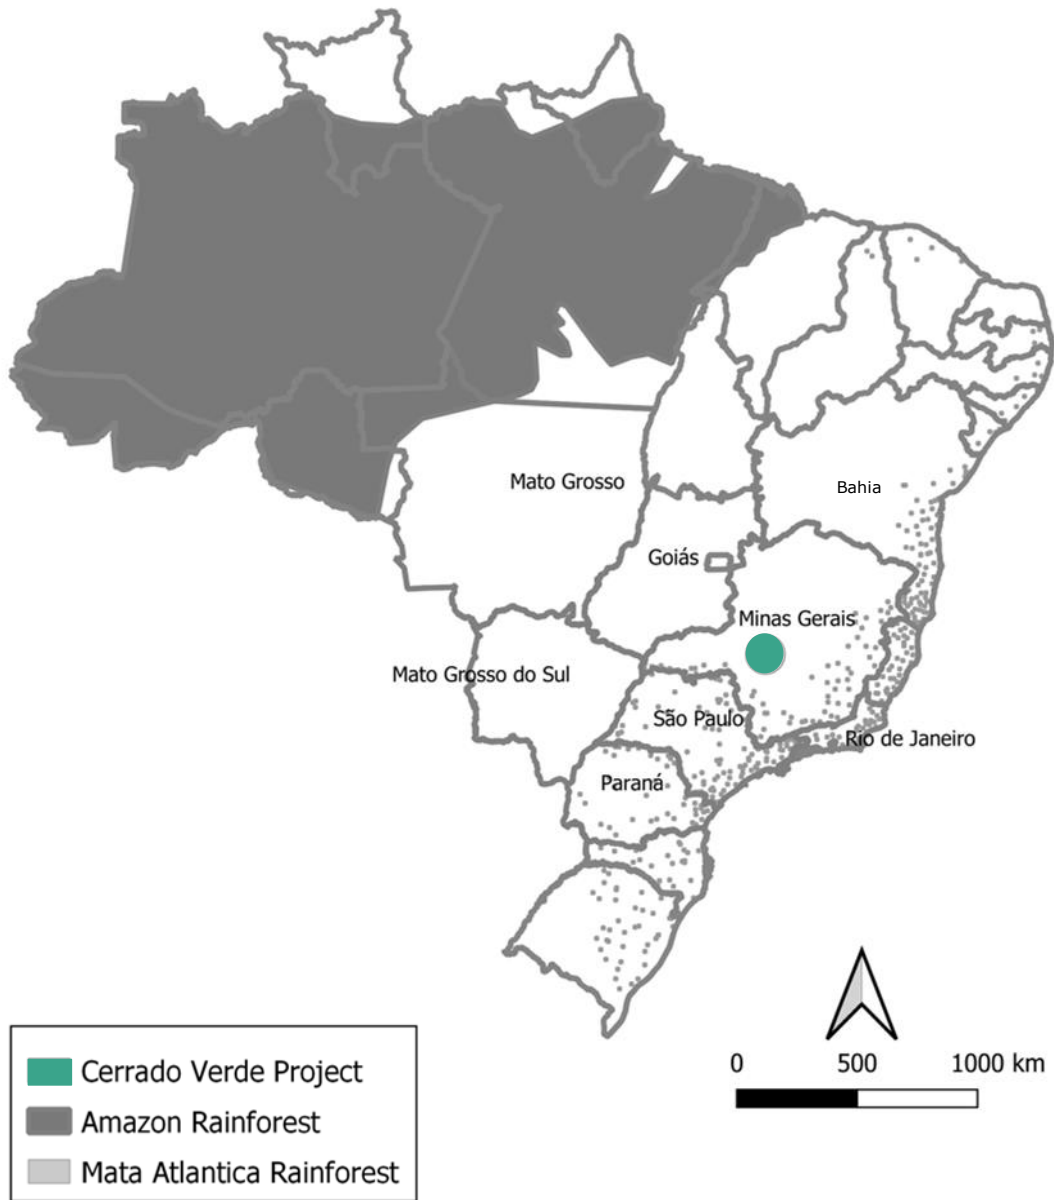 Mato Grosso
Bahia
Goiás
Minas Gerais
Mato Grosso do Sul
São Paulo
Rio de Janeiro
Paraná
Cerrado Verde Project
Amazon Rainforest
Mata Atlantica Rainforest
0 500 1000 km